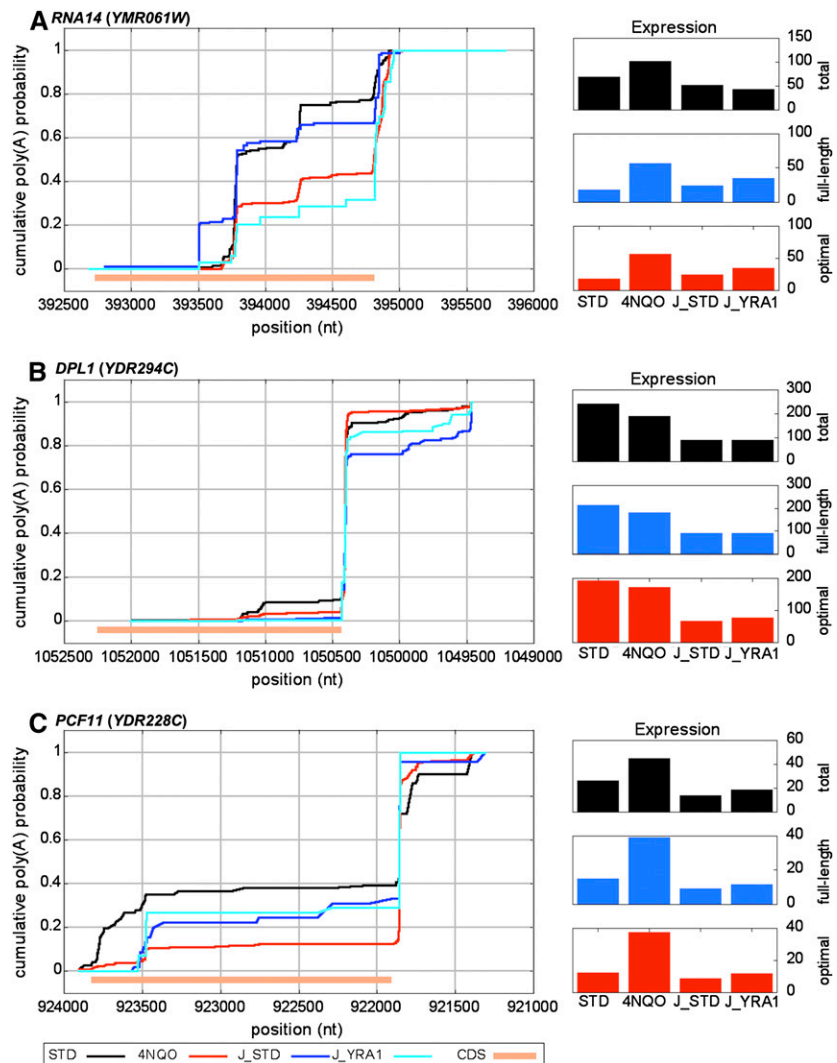 A RNA14 (YMR061W)
cumulative poly(A) probability
1
0.8
0.6
0.4
0.2
0
392500 393000 393500 394000 394500 395000 395500 396000
position (nt)
Expression
150
100
50
0
total
100
50
0
full-length
100
50
0
optimal
STD 4NQO J_STD J_YRA1
B DPL1 (YDR294C)
cumulative poly(A) probability
1
0.8
0.6
0.4
0.2
0
1052500 1052000 1051500 1051000 1050500 1050000 1049500 1049000
position (nt)
Expression
300
200
100
0
total
300
200
100
0
full-length
200
100
0
optimal
STD 4NQO J_STD J_YRA1
C PCF11 (YDR228C)
cumulative poly(A) probability
1
0.8
0.6
0.4
0.2
0
924000 923500 923000 922500 922000 921500 921000
position (nt)
Expression
60
40
20
0
total
40
20
0
full-length
40
20
0
optimal
STD 4NQO J_STD J_YRA1
STD 4NQO J_STD J_YRA1 CDS